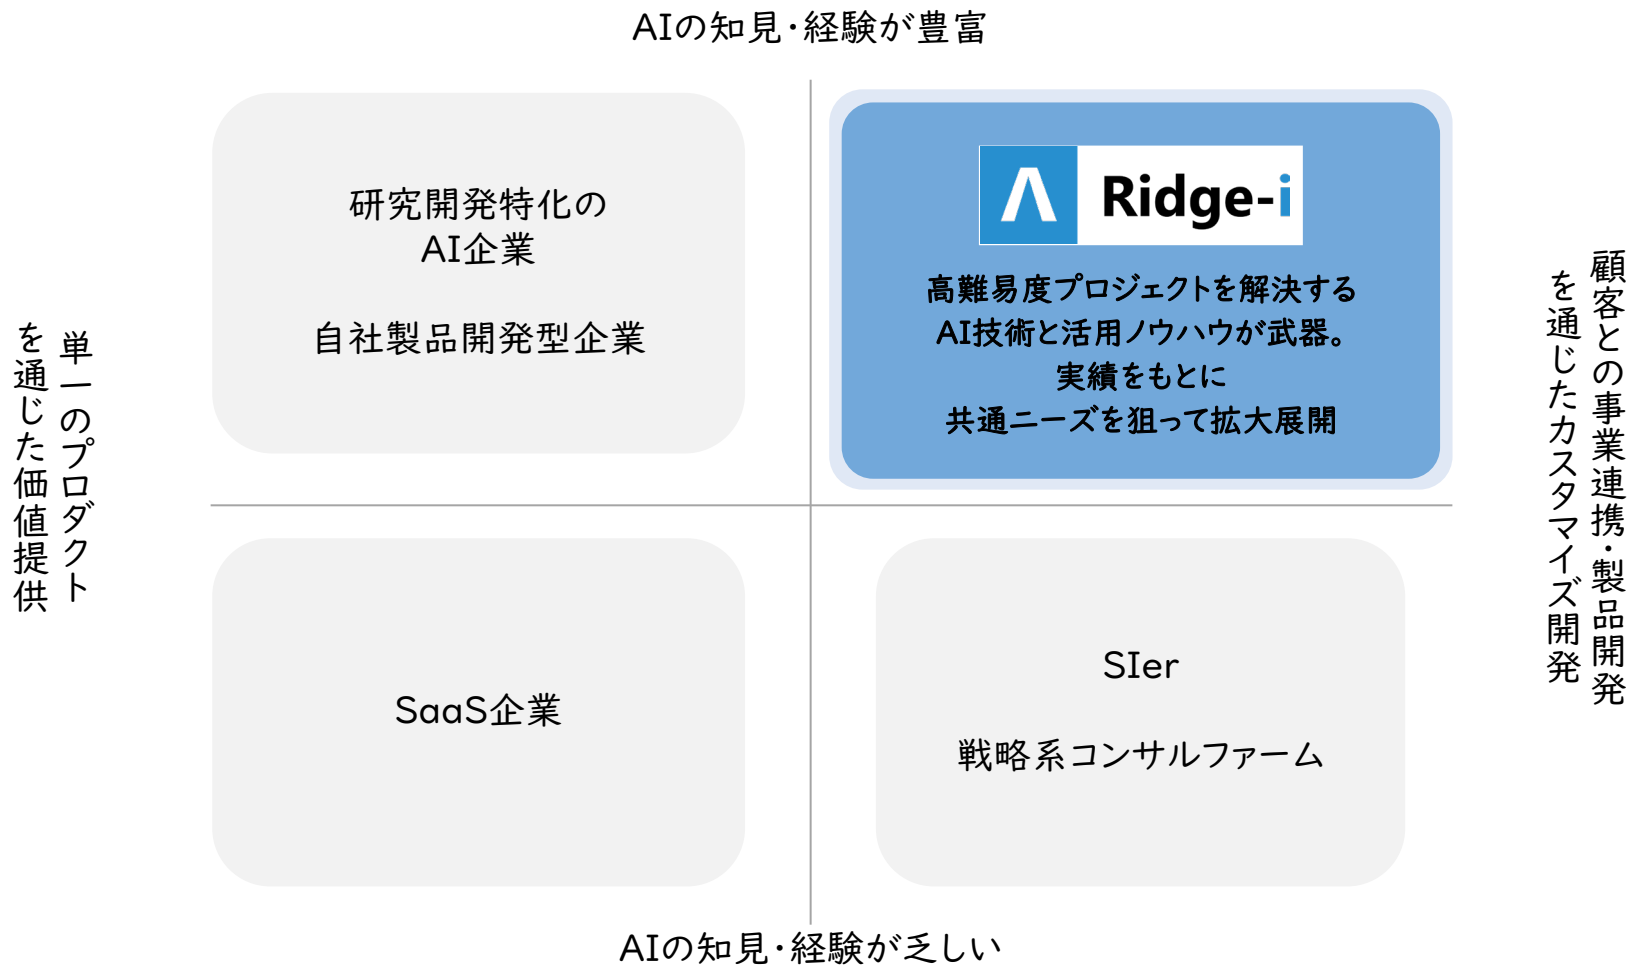 AIの知見・経験が豊富
研究開発特化の
AI企業
自社製品開発型企業
Ridge-i
高難易度プロジェクトを解決する
AI技術と活用ノウハウが武器。
実績をもとに
共通ニーズを狙って拡大展開
単一のプロダクト
を通じた価値提供
顧客との事業連携・製品開発
を通じたカスタマイズ開発
SaaS企業
SIer
戦略系コンサルファーム
AIの知見・経験が乏しい